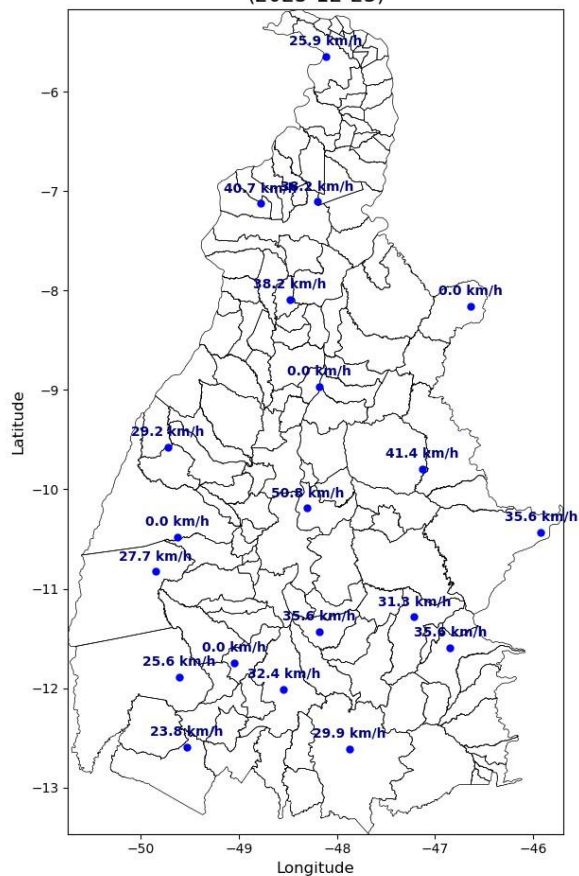 25.9 km/h
−6
40.7 km/h
38.2 km/h
−7
38.2 km/h
0.0 km/h
−8
0.0 km/h
−9
29.2 km/h
41.4 km/h
50.8 km/h
−10
0.0 km/h
35.6 km/h
27.7 km/h
−11
31.3 km/h
35.6 km/h
35.6 km/h
0.0 km/h
25.6 km/h
32.4 km/h
−12
23.8 km/h
29.9 km/h
−13
Latitude
−50
−49
−48
−47
−46
Longitude